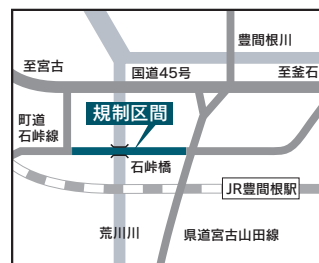 豊間根川
至宮古
国道45号
至釜石
町道
石峠線
規制区間
石峠橋
JR豊間根駅
荒川川
県道宮古山田線